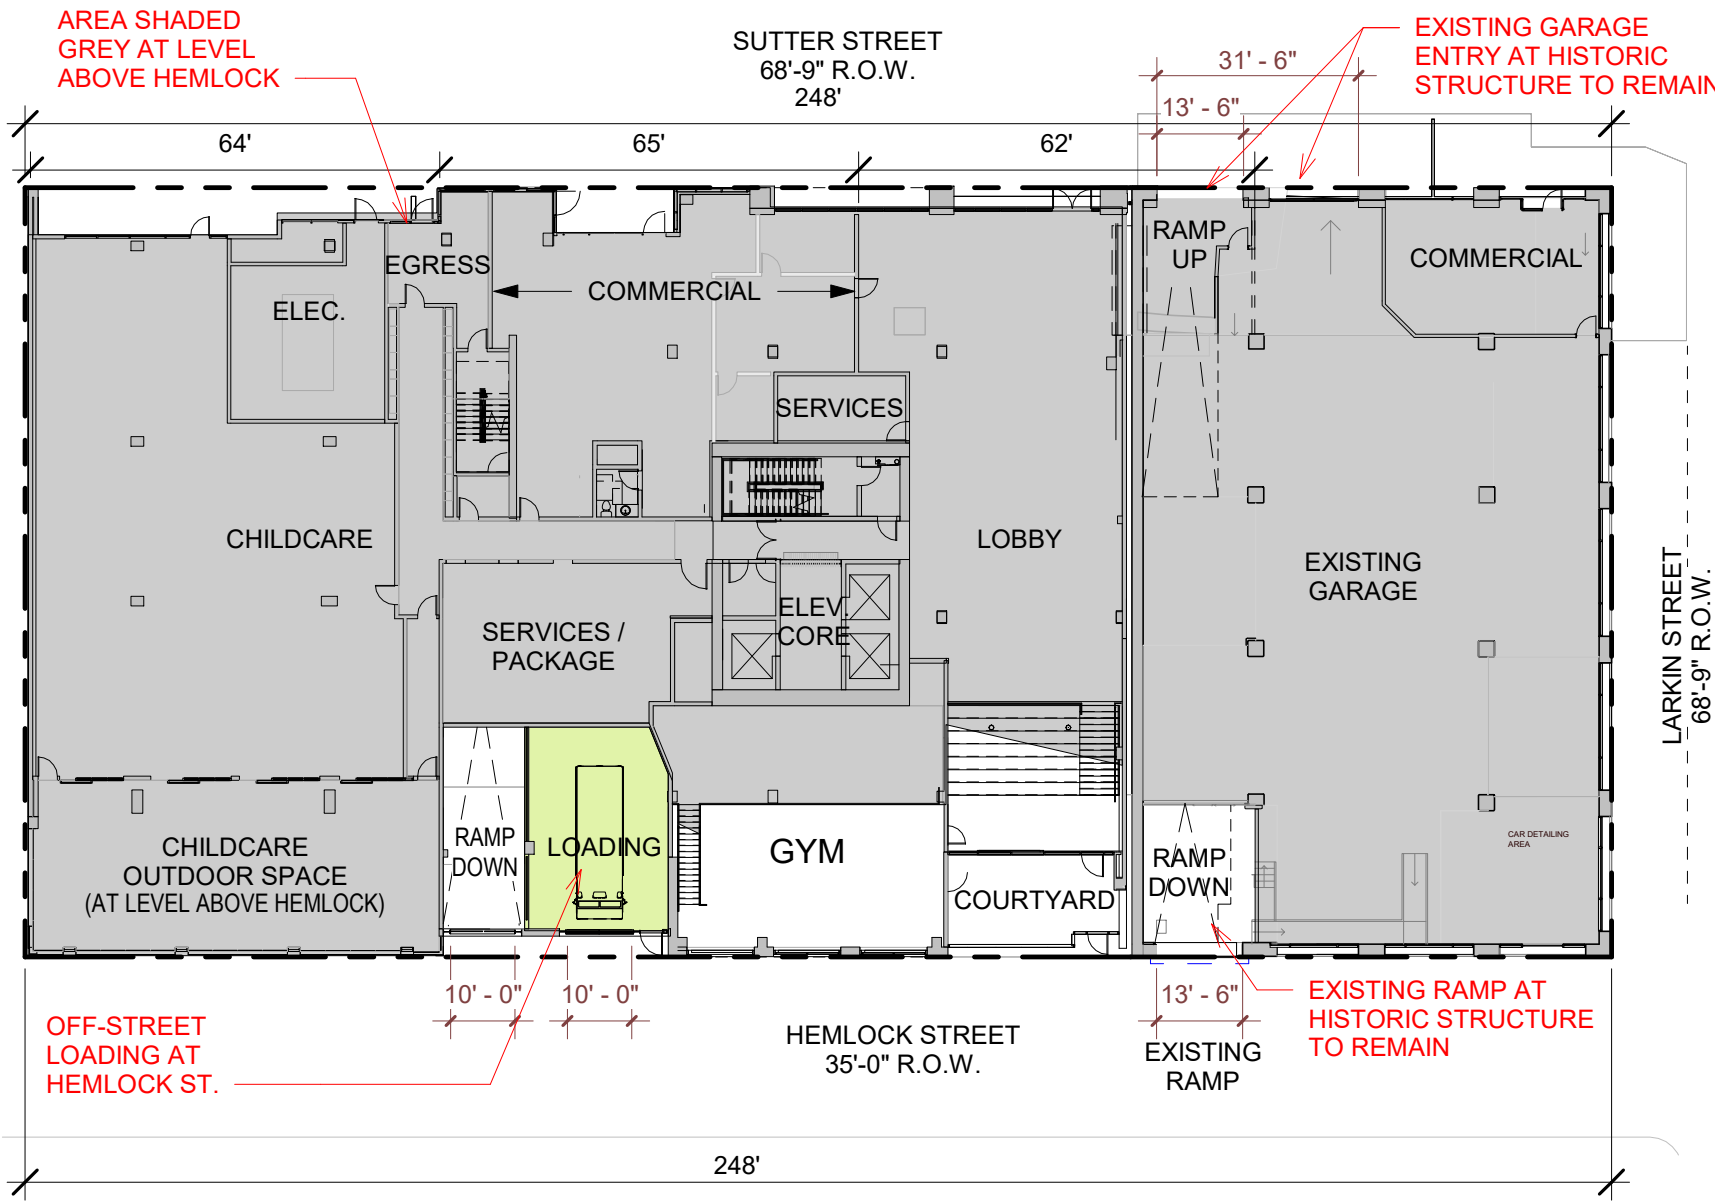 AREA SHADED
GREY AT LEVEL
ABOVE HEMLOCK
SUTTER STREET
68'-9" R.O.W.
248'
EXISTING GARAGE
ENTRY AT HISTORIC
STRUCTURE TO REMAIN
31' - 6"
13' - 6"
64'
65'
62'
RAMP
UP
COMMERCIAL
EGRESS
ELEC.
COMMERCIAL
SERVICES
CHILDCARE
LOBBY
EXISTING
GARAGE
ELEV.
CORE
SERVICES /
PACKAGE
LARKIN STREET
68'-9" R.O.W.
CHILDCARE
OUTDOOR SPACE
(AT LEVEL ABOVE HEMLOCK)
RAMP
DOWN
LOADING
GYM
COURTYARD
RAMP
DOWN
CAR DETAILING
AREA
10' - 0"
10' - 0"
13' - 6"
OFF-STREET
LOADING AT
HEMLOCK ST.
HEMLOCK STREET
35'-0" R.O.W.
EXISTING
RAMP
EXISTING RAMP AT
HISTORIC STRUCTURE
TO REMAIN
248'